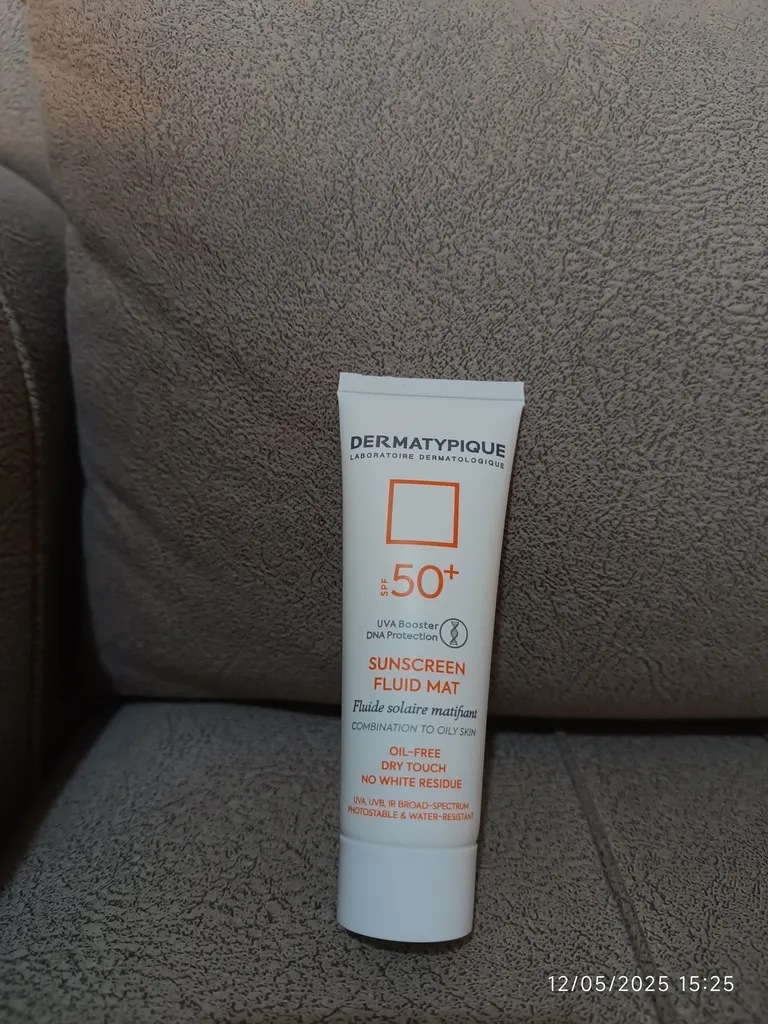 DERMATYPIQUE
LABORATOIRE DERMATOLOGIQUE
SPF 50+
UVA Booster
DNA Protection
SUNSCREEN
FLUID MAT
Fluide solaire matifiant
COMBINATION TO OILY SKIN
OIL-FREE
DRY TOUCH
NO WHITE RESIDUE
UVA, UVB, IR BROAD-SPECTRUM
PHOTOSTABLE & WATER-RESISTANT
12/05/2025 15:25